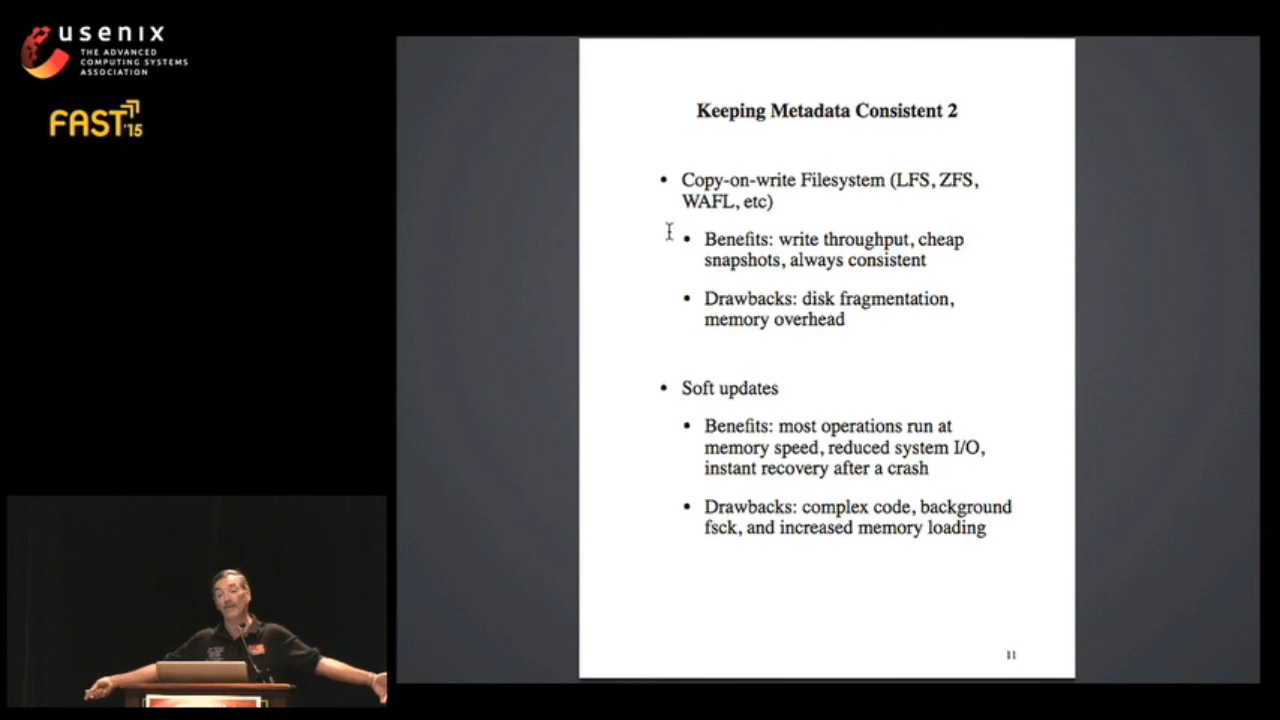 usenix
THE ADVANCED
COMPUTING SYSTEMS
ASSOCIATION
FAST '15
Keeping Metadata Consistent 2
• Copy-on-write Filesystem (LFS, ZFS,
WAFL, etc)
• Benefits: write throughput, cheap
snapshots, always consistent
• Drawbacks: disk fragmentation,
memory overhead
• Soft updates
• Benefits: most operations run at
memory speed, reduced system I/O,
instant recovery after a crash
• Drawbacks: complex code, background
fsck, and increased memory loading
11